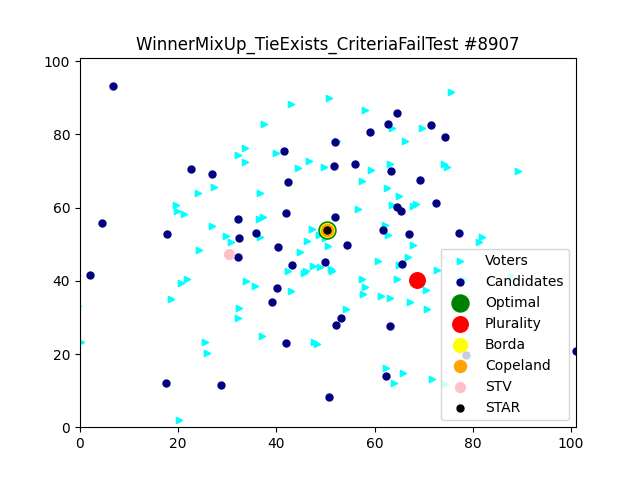 WinnerMixUp_TieExists_CriteriaFailTest #8907
100
80
60
40
20
0
0 20 40 60 80 100
Voters
Candidates
Optimal
Plurality
Borda
Copeland
STV
STAR